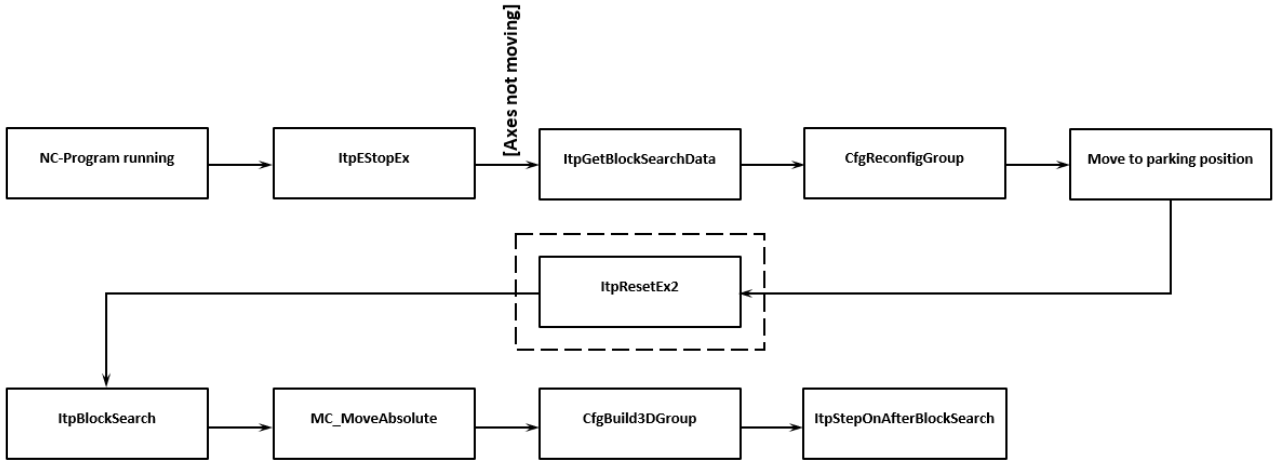 NC-Program running
ItpEStopEx
[Axes not moving]
ItpGetBlockSearchData
CfgReconfigGroup
Move to parking position
ItpResetEx2
ItpBlockSearch
MC_MoveAbsolute
CfgBuild3DGroup
ItpStepOnAfterBlockSearch